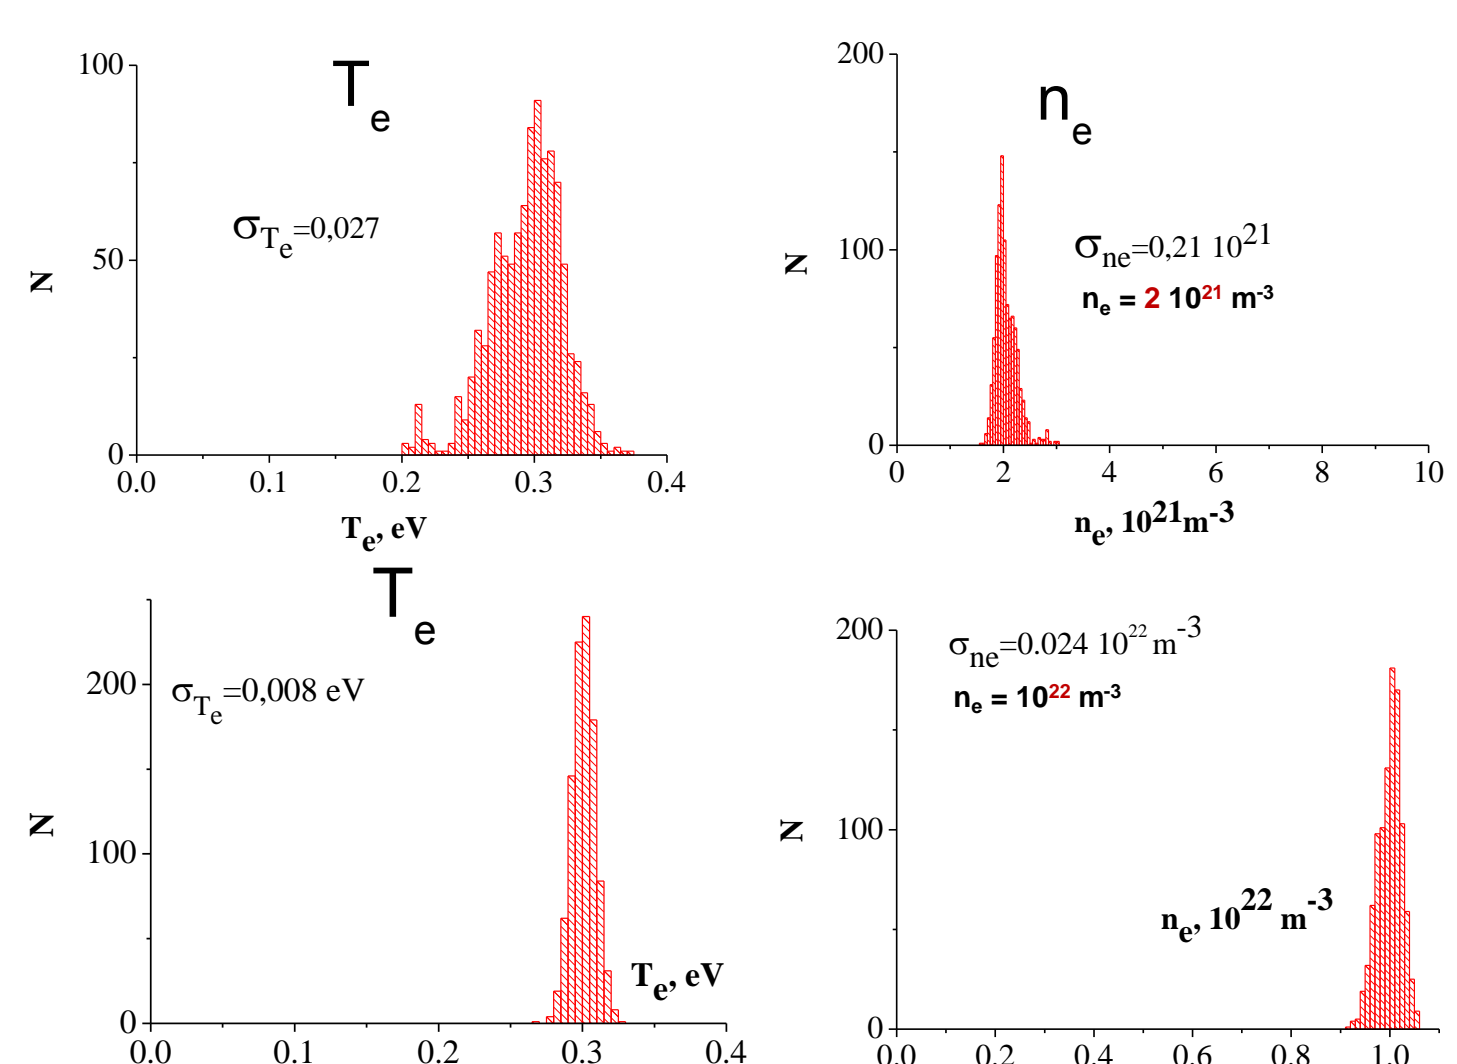 T e
100
50
0
N
σTe=0,027
0.0 0.1 0.2 0.3 0.4
Te, eV
ne
200
100
0
N
σne=0,21 10^21
ne = 2 10^21 m-3
0 2 4 6 8 10
ne, 10^21m-3
Te
200
100
0
N
σTe=0,008 eV
Te, eV
0.0 0.1 0.2 0.3 0.4
200
100
0
N
σne=0.024 10^22 m-3
ne = 10^22 m-3
ne, 10^22 m-3
0.0 0.2 0.4 0.6 0.8 1.0